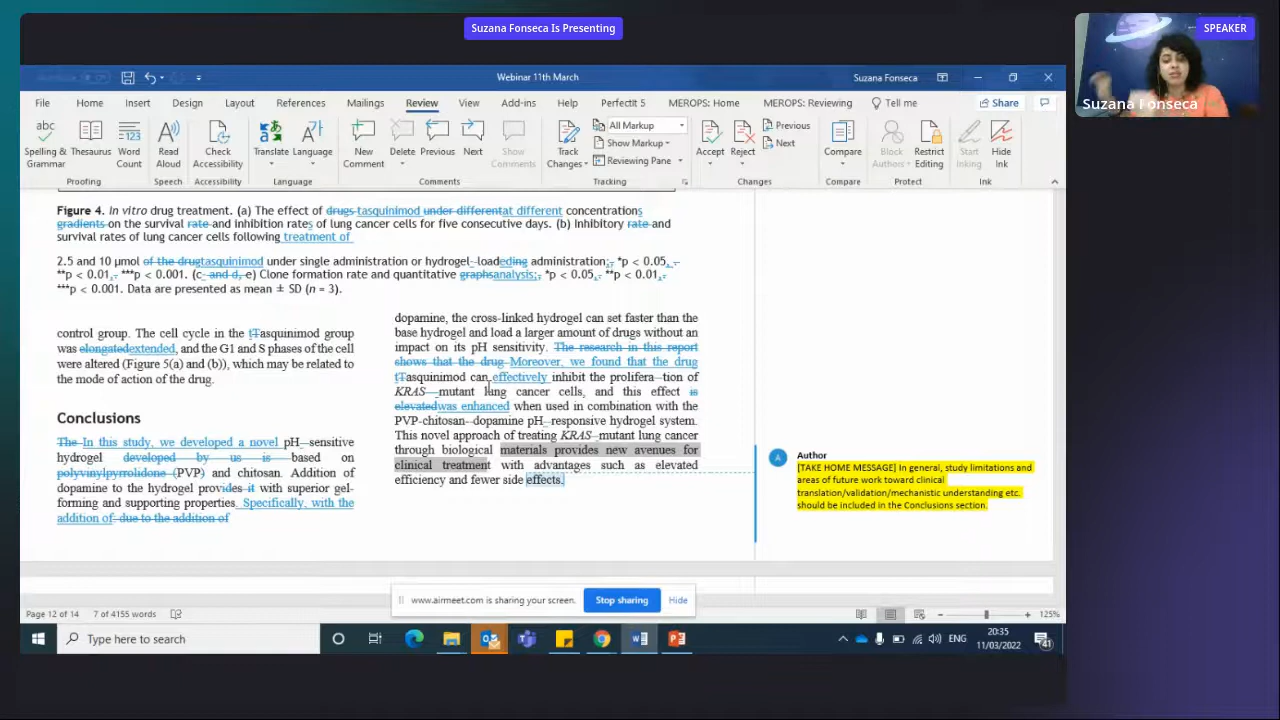 Suzana Fonseca Is Presenting
SPEAKER
Suzana Fonseca
Webinar 11th March
Suzana Fonseca
File Home Insert Design Layout References Mailings Review View Add-ins Help PerfectIt 5 MEROPS: Home MEROPS: Reviewing Tell me Share
abc
Spelling & Grammar
Thesaurus
123
Word Count
Read Aloud
Check Accessibility
Translate
Language
New Comment
Delete
Previous
Next
Show Comments
Track Changes
All Markup
Show Markup
Reviewing Pane
Accept
Reject
Previous
Next
Compare
Block Authors
Restrict Editing
Start Inking
Hide Ink
Proofing Speech Accessibility Language Comments Tracking Changes Compare Protect Ink
Figure 4. In vitro drug treatment. (a) The effect of drugs tasquinimod under differentat different concentrations
gradients on the survival rate and inhibition rates of lung cancer cells for five consecutive days. (b) Inhibitory rate and
survival rates of lung cancer cells following treatment of
2.5 and 10 μmol of the drugtasquinimod under single administration or hydrogel-loadeding administration;, *p < 0.05,
**p < 0.01, ***p < 0.001. (c and d, e) Clone formation rate and quantitative graphsanalysis;, *p < 0.05, **p < 0.01,
***p < 0.001. Data are presented as mean ± SD (n = 3).
control group. The cell cycle in the tTasquinimod group
was elongatedextended, and the G1 and S phases of the cell
were altered (Figure 5(a) and (b)), which may be related to
the mode of action of the drug.
Conclusions
The In this study, we developed a novel pH-sensitive
hydrogel developed by us is based on
polyvinylpyrrolidone (PVP) and chitosan. Addition of
dopamine to the hydrogel provides it with superior gel-
forming and supporting properties. Specifically, with the
addition of due to the addition of
dopamine, the cross-linked hydrogel can set faster than the
base hydrogel and load a larger amount of drugs without an
impact on its pH sensitivity. The research in this report
shows that the drug Moreover, we found that the drug
tTasquinimod can effectively inhibit the prolifera-tion of
KRAS-mutant lung cancer cells, and this effect is
elevatedwas enhanced when used in combination with the
PVP-chitosan-dopamine pH-responsive hydrogel system.
This novel approach of treating KRAS-mutant lung cancer
through biological materials provides new avenues for
clinical treatment with advantages such as elevated
efficiency and fewer side effects.
A
Author
[TAKE HOME MESSAGE] In general, study limitations and
areas of future work toward clinical
translation/validation/mechanistic understanding etc.
should be included in the Conclusions section.
www.airmeet.com is sharing your screen. Stop sharing Hide
Page 12 of 14 7 of 4155 words
125%
Type here to search
ENG
20:35
11/03/2022
41